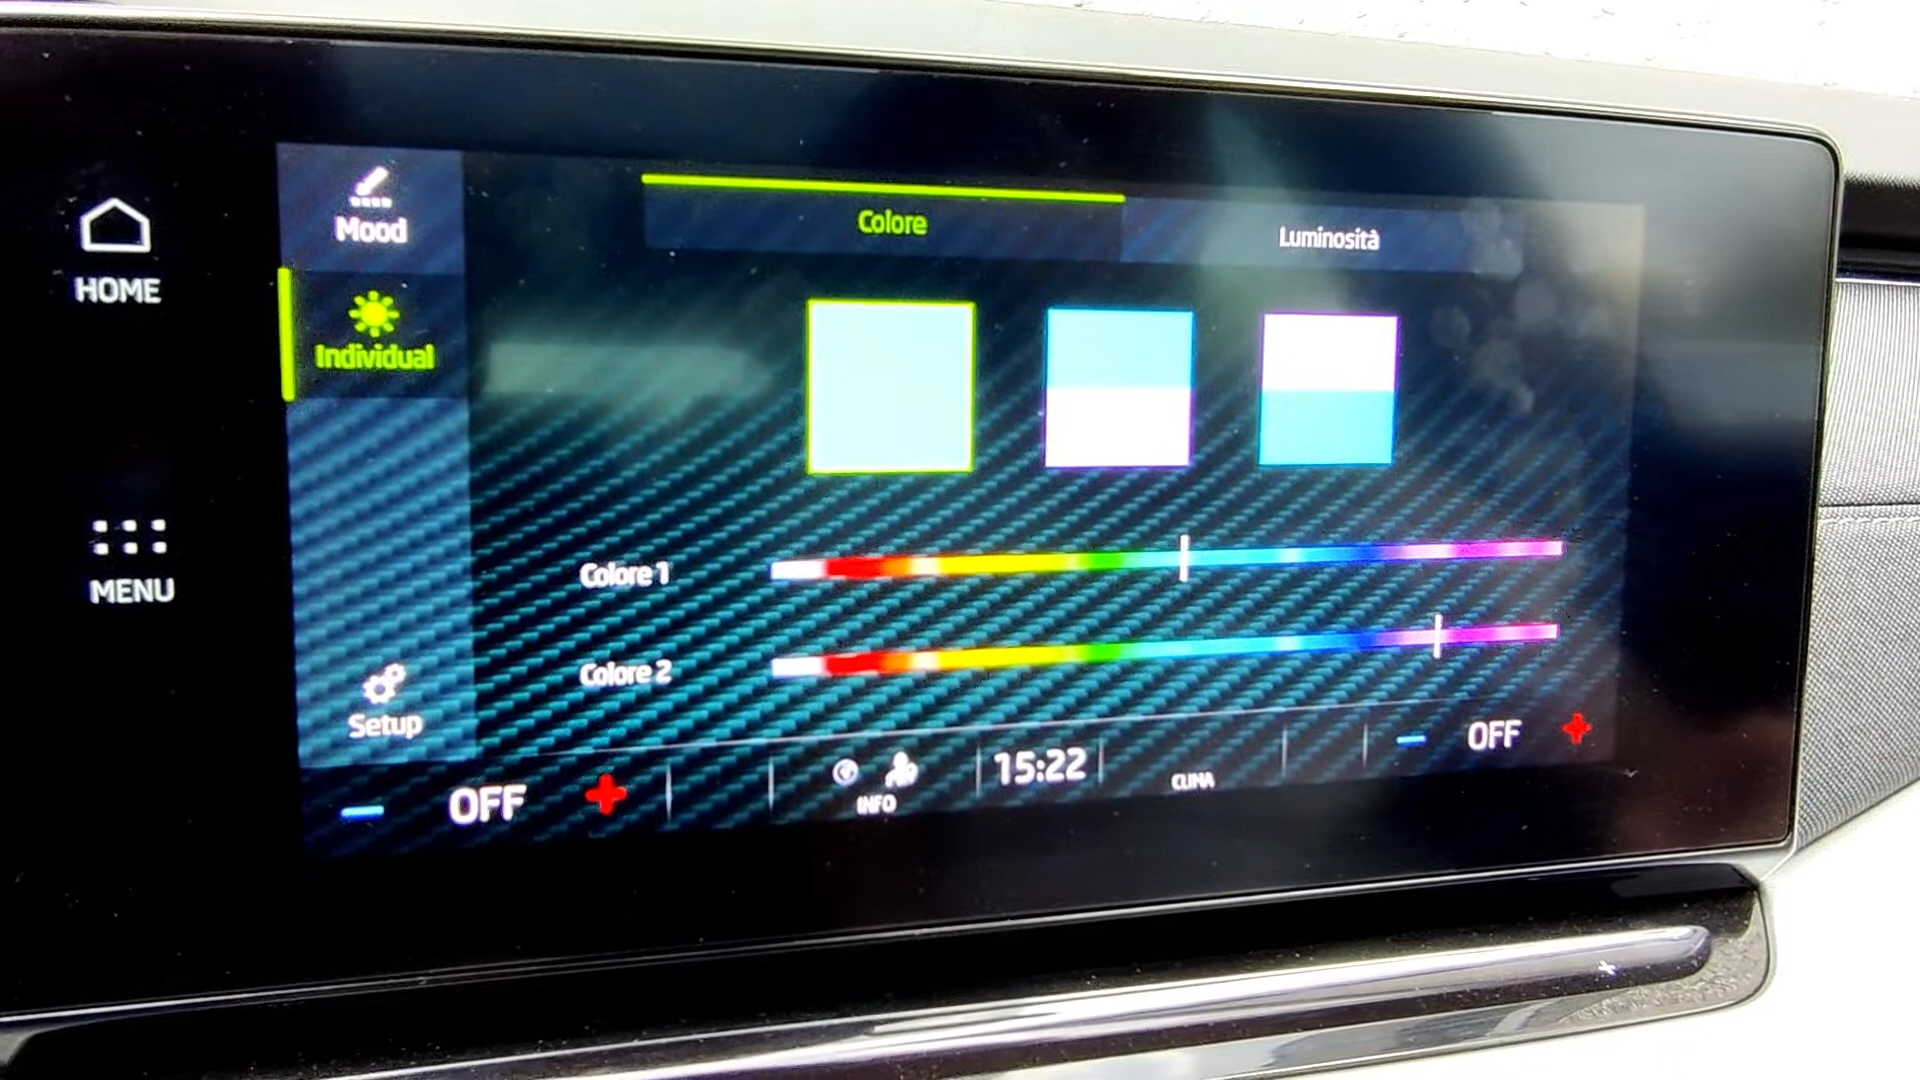 HOME
MENU
Mood
Individual
Setup
Colore
Luminosità
Colore 1
Colore 2
OFF
INFO
15:22
CLIMA
OFF